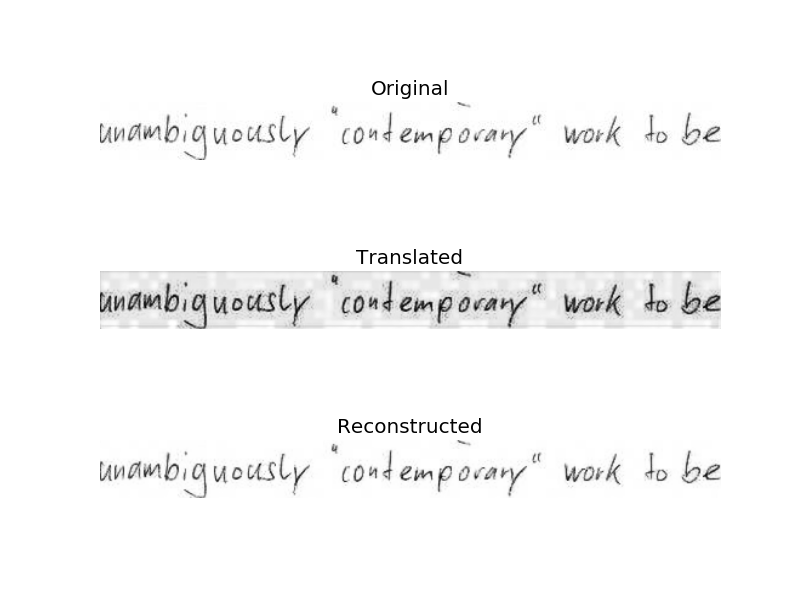 Original
unambiguously "contemporary" work to be
Translated
unambiguously "contemporary" work to be
Reconstructed
unambiguously "contemporary" work to be